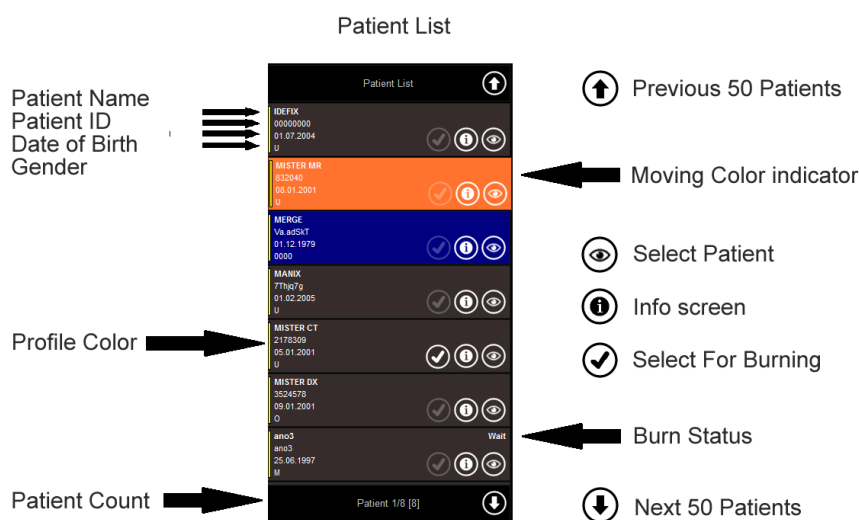 Patient List
Patient Name
Patient ID
Date of Birth
Gender
Profile Color
Patient Count
Patient List
IDEFIX
00000000
01.07.2004
U
MISTER MR
832040
08.01.2001
U
MERGE
Va.adSkT
01.12.1979
0000
MANIX
7Thjq7g
01.02.2005
U
MISTER CT
2178309
05.01.2001
U
MISTER DX
3524578
09.01.2001
O
ano3 Wait
ano3
25.06.1997
M
Patient 1/8 [8]
Previous 50 Patients
Moving Color indicator
Select Patient
Info screen
Select For Burning
Burn Status
Next 50 Patients